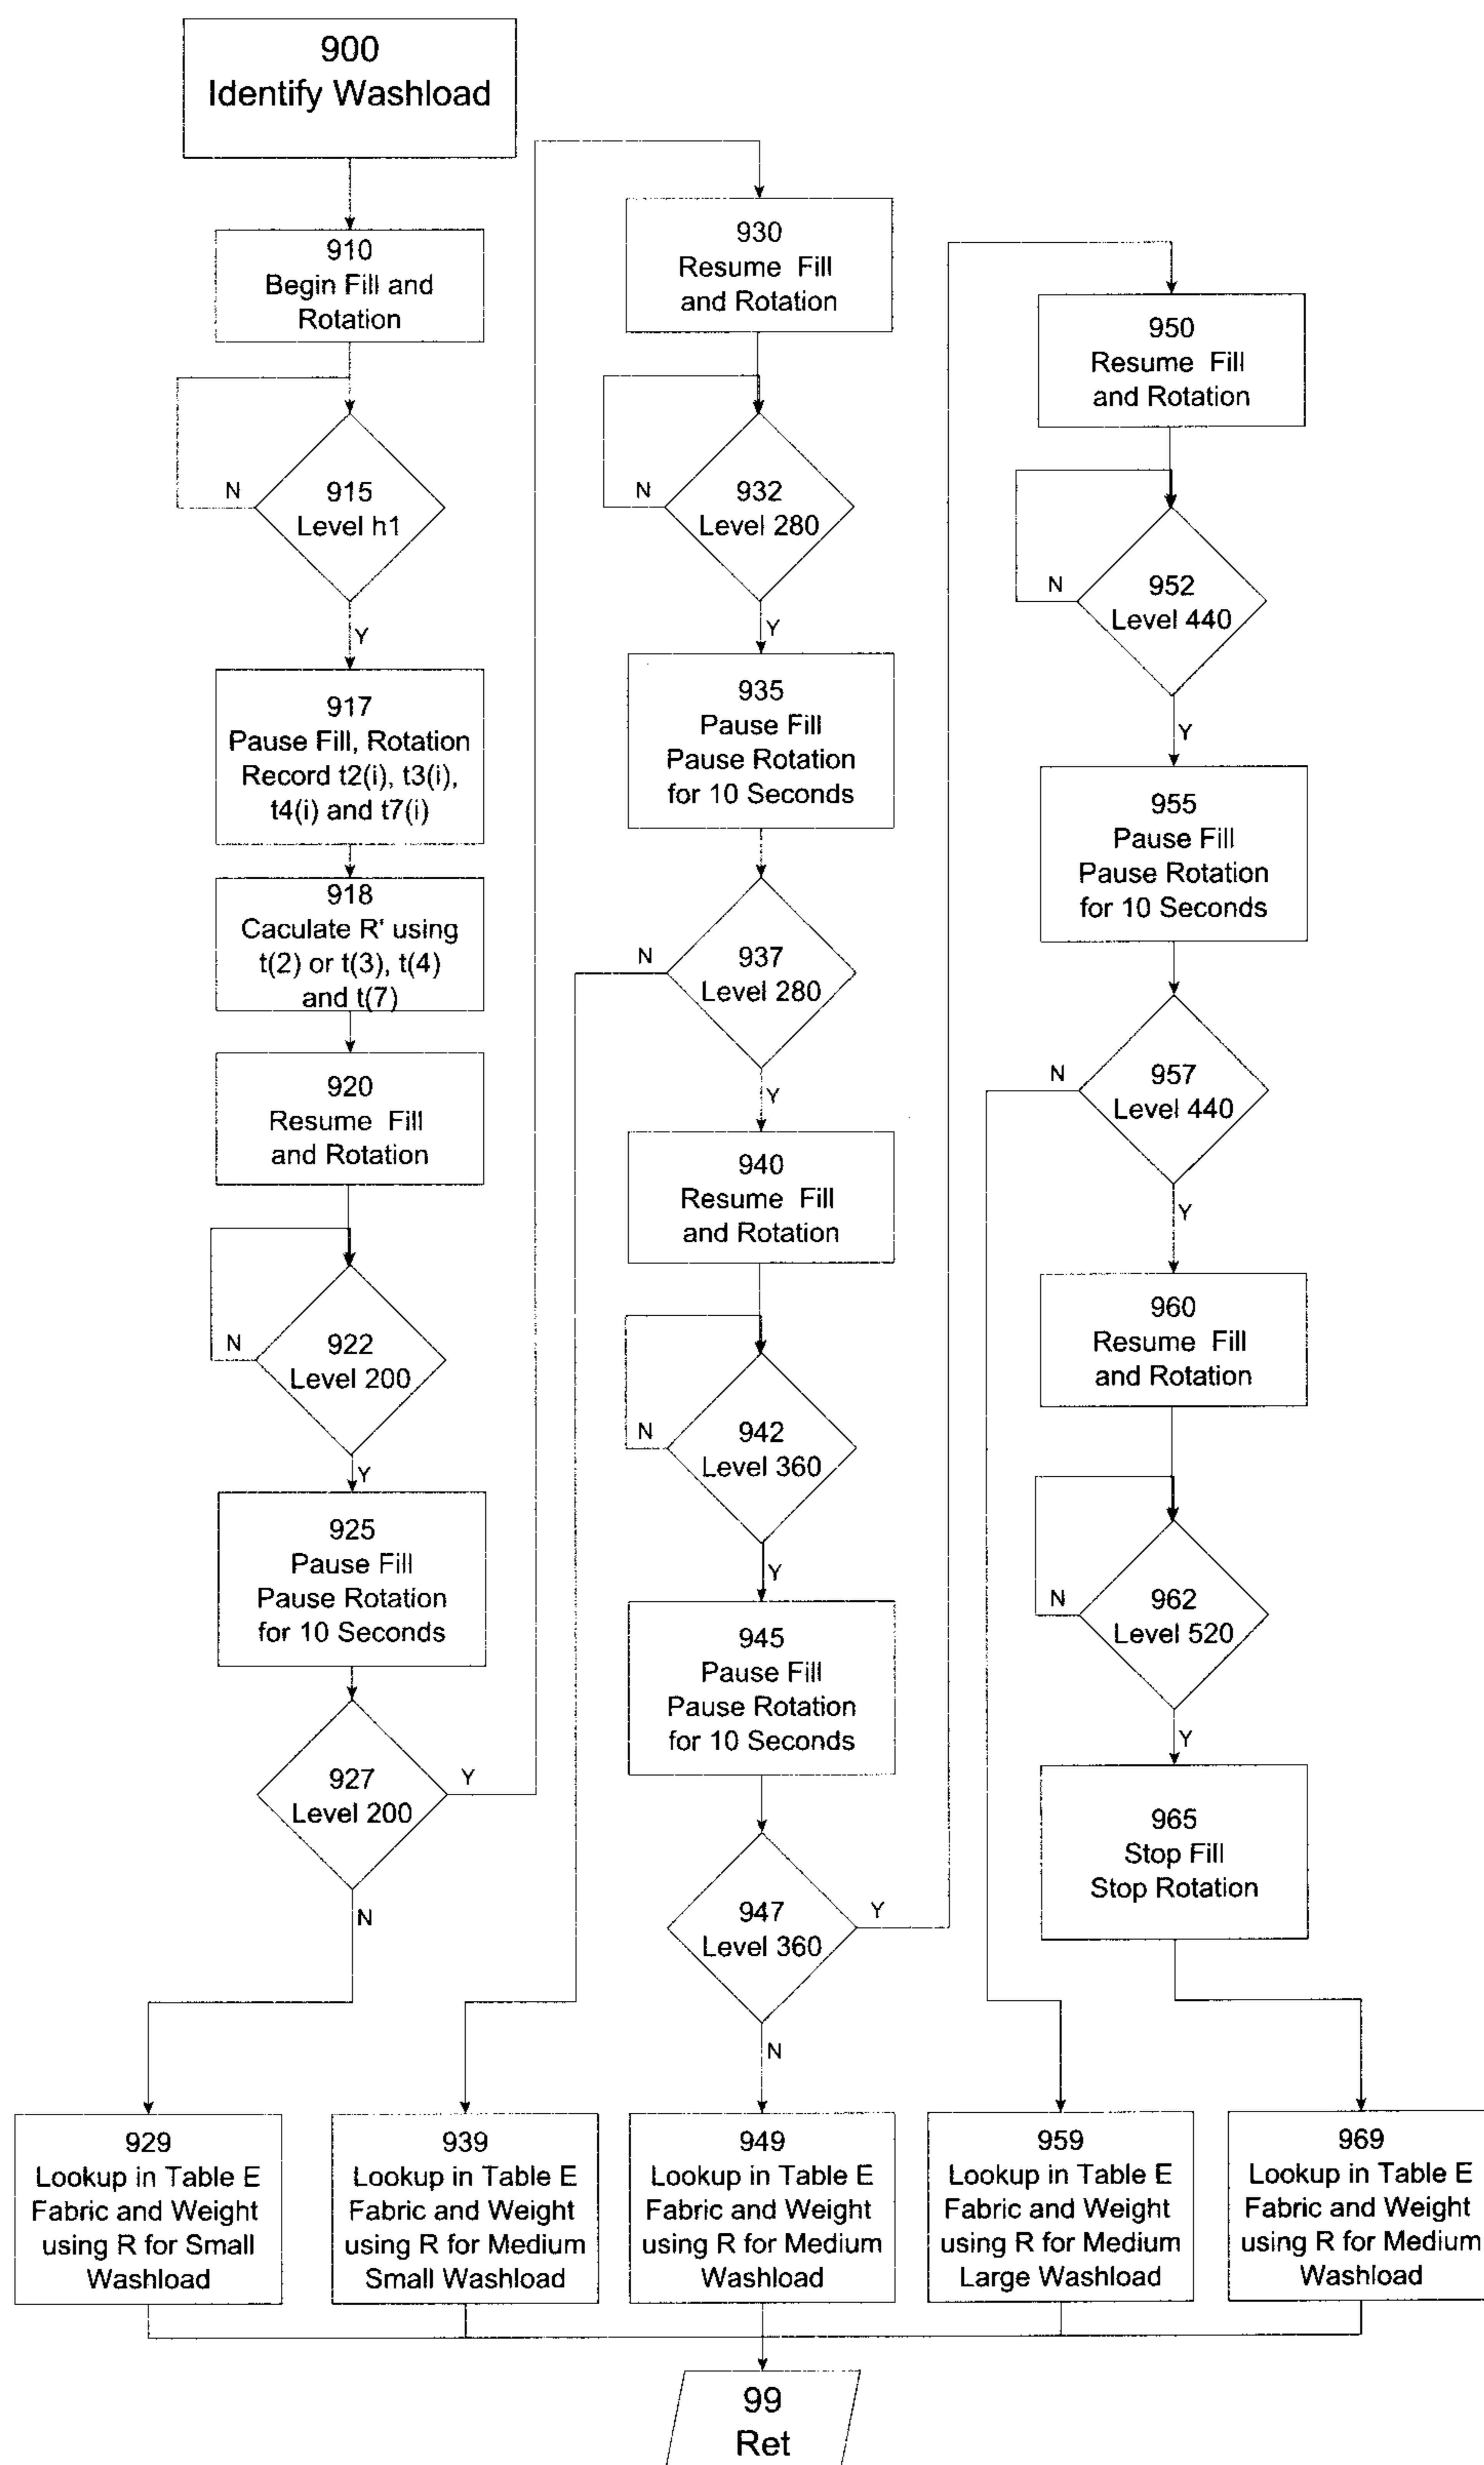 900
Identify Washload
910
Begin Fill and
Rotation
N
915
Level h1
Y
917
Pause Fill, Rotation
Record t2(i), t3(i),
t4(i) and t7(i)
918
Caculate R' using
t(2) or t(3), t(4)
and t(7)
920
Resume Fill
and Rotation
N
922
Level 200
Y
925
Pause Fill
Pause Rotation
for 10 Seconds
927
Level 200
Y
N
930
Resume Fill
and Rotation
N
932
Level 280
Y
935
Pause Fill
Pause Rotation
for 10 Seconds
N
937
Level 280
Y
940
Resume Fill
and Rotation
N
942
Level 360
Y
945
Pause Fill
Pause Rotation
for 10 Seconds
947
Level 360
Y
N
950
Resume Fill
and Rotation
N
952
Level 440
Y
955
Pause Fill
Pause Rotation
for 10 Seconds
N
957
Level 440
Y
960
Resume Fill
and Rotation
N
962
Level 520
Y
965
Stop Fill
Stop Rotation
929
Lookup in Table E
Fabric and Weight
using R for Small
Washload
939
Lookup in Table E
Fabric and Weight
using R for Medium
Small Washload
949
Lookup in Table E
Fabric and Weight
using R for Medium
Washload
959
Lookup in Table E
Fabric and Weight
using R for Medium
Large Washload
969
Lookup in Table E
Fabric and Weight
using R for Medium
Washload
99
Ret